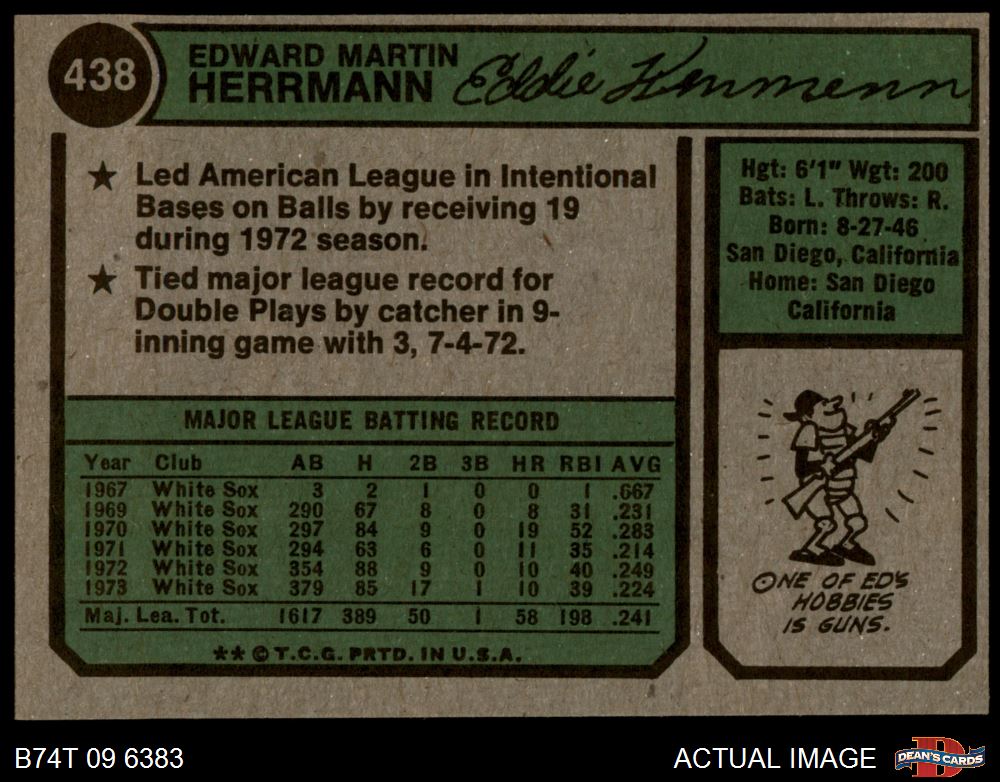 438
EDWARD MARTIN
HERRMANN
Eddie Herrmann
★ Led American League in Intentional
Bases on Balls by receiving 19
during 1972 season.
★ Tied major league record for
Double Plays by catcher in 9-
inning game with 3, 7-4-72.
Hgt: 6'1" Wgt: 200
Bats: L. Throws: R.
Born: 8-27-46
San Diego, California
Home: San Diego
California
MAJOR LEAGUE BATTING RECORD
Year Club AB H 2B 3B HR RBI AVG
1967 White Sox 3 2 1 0 0 1 .667
1969 White Sox 290 67 8 0 8 31 .231
1970 White Sox 297 84 9 0 19 52 .283
1971 White Sox 294 63 6 0 11 35 .214
1972 White Sox 354 88 9 0 10 40 .249
1973 White Sox 379 85 17 1 10 39 .224
Maj. Lea. Tot. 1617 389 50 1 58 198 .241
★★ © T.C.G. PRTD. IN U.S.A.
ONE OF ED'S
HOBBIES
IS GUNS.
B74T 09 6383
ACTUAL IMAGE
D
DEAN'S CARDS